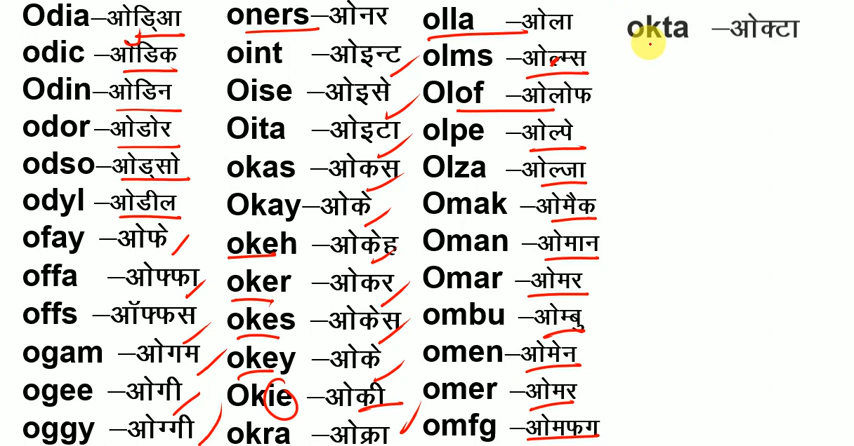 Odia–ओड़िआ
odic –ओडिक
Odin–ओडिन
odor–ओडोर
odso–ओड्सो
odyl –ओडील
ofay –ओफे
offa –ओफ्फा
offs –ऑफ्फस
ogam –ओगम
ogee –ओगी
oggy –ओग्गी
oners–ओनर
oint –ओइन्ट
Oise –ओइसे
Oita –ओइटा
okas –ओकस
Okay–ओके
okeh –ओकेह
oker –ओकर
okes –ओकेस
okey –ओके
Okie –ओकी
okra –ओक्रा
olla –ओला
olms –ओल्म्स
Olof –ओलोफ
olpe –ओल्पे
Olza –ओल्जा
Omak –ओमैक
Oman –ओमान
Omar –ओमर
ombu –ओम्बु
omen–ओमेन
omer –ओमर
omfg –ओमफग
okta –ओक्टा